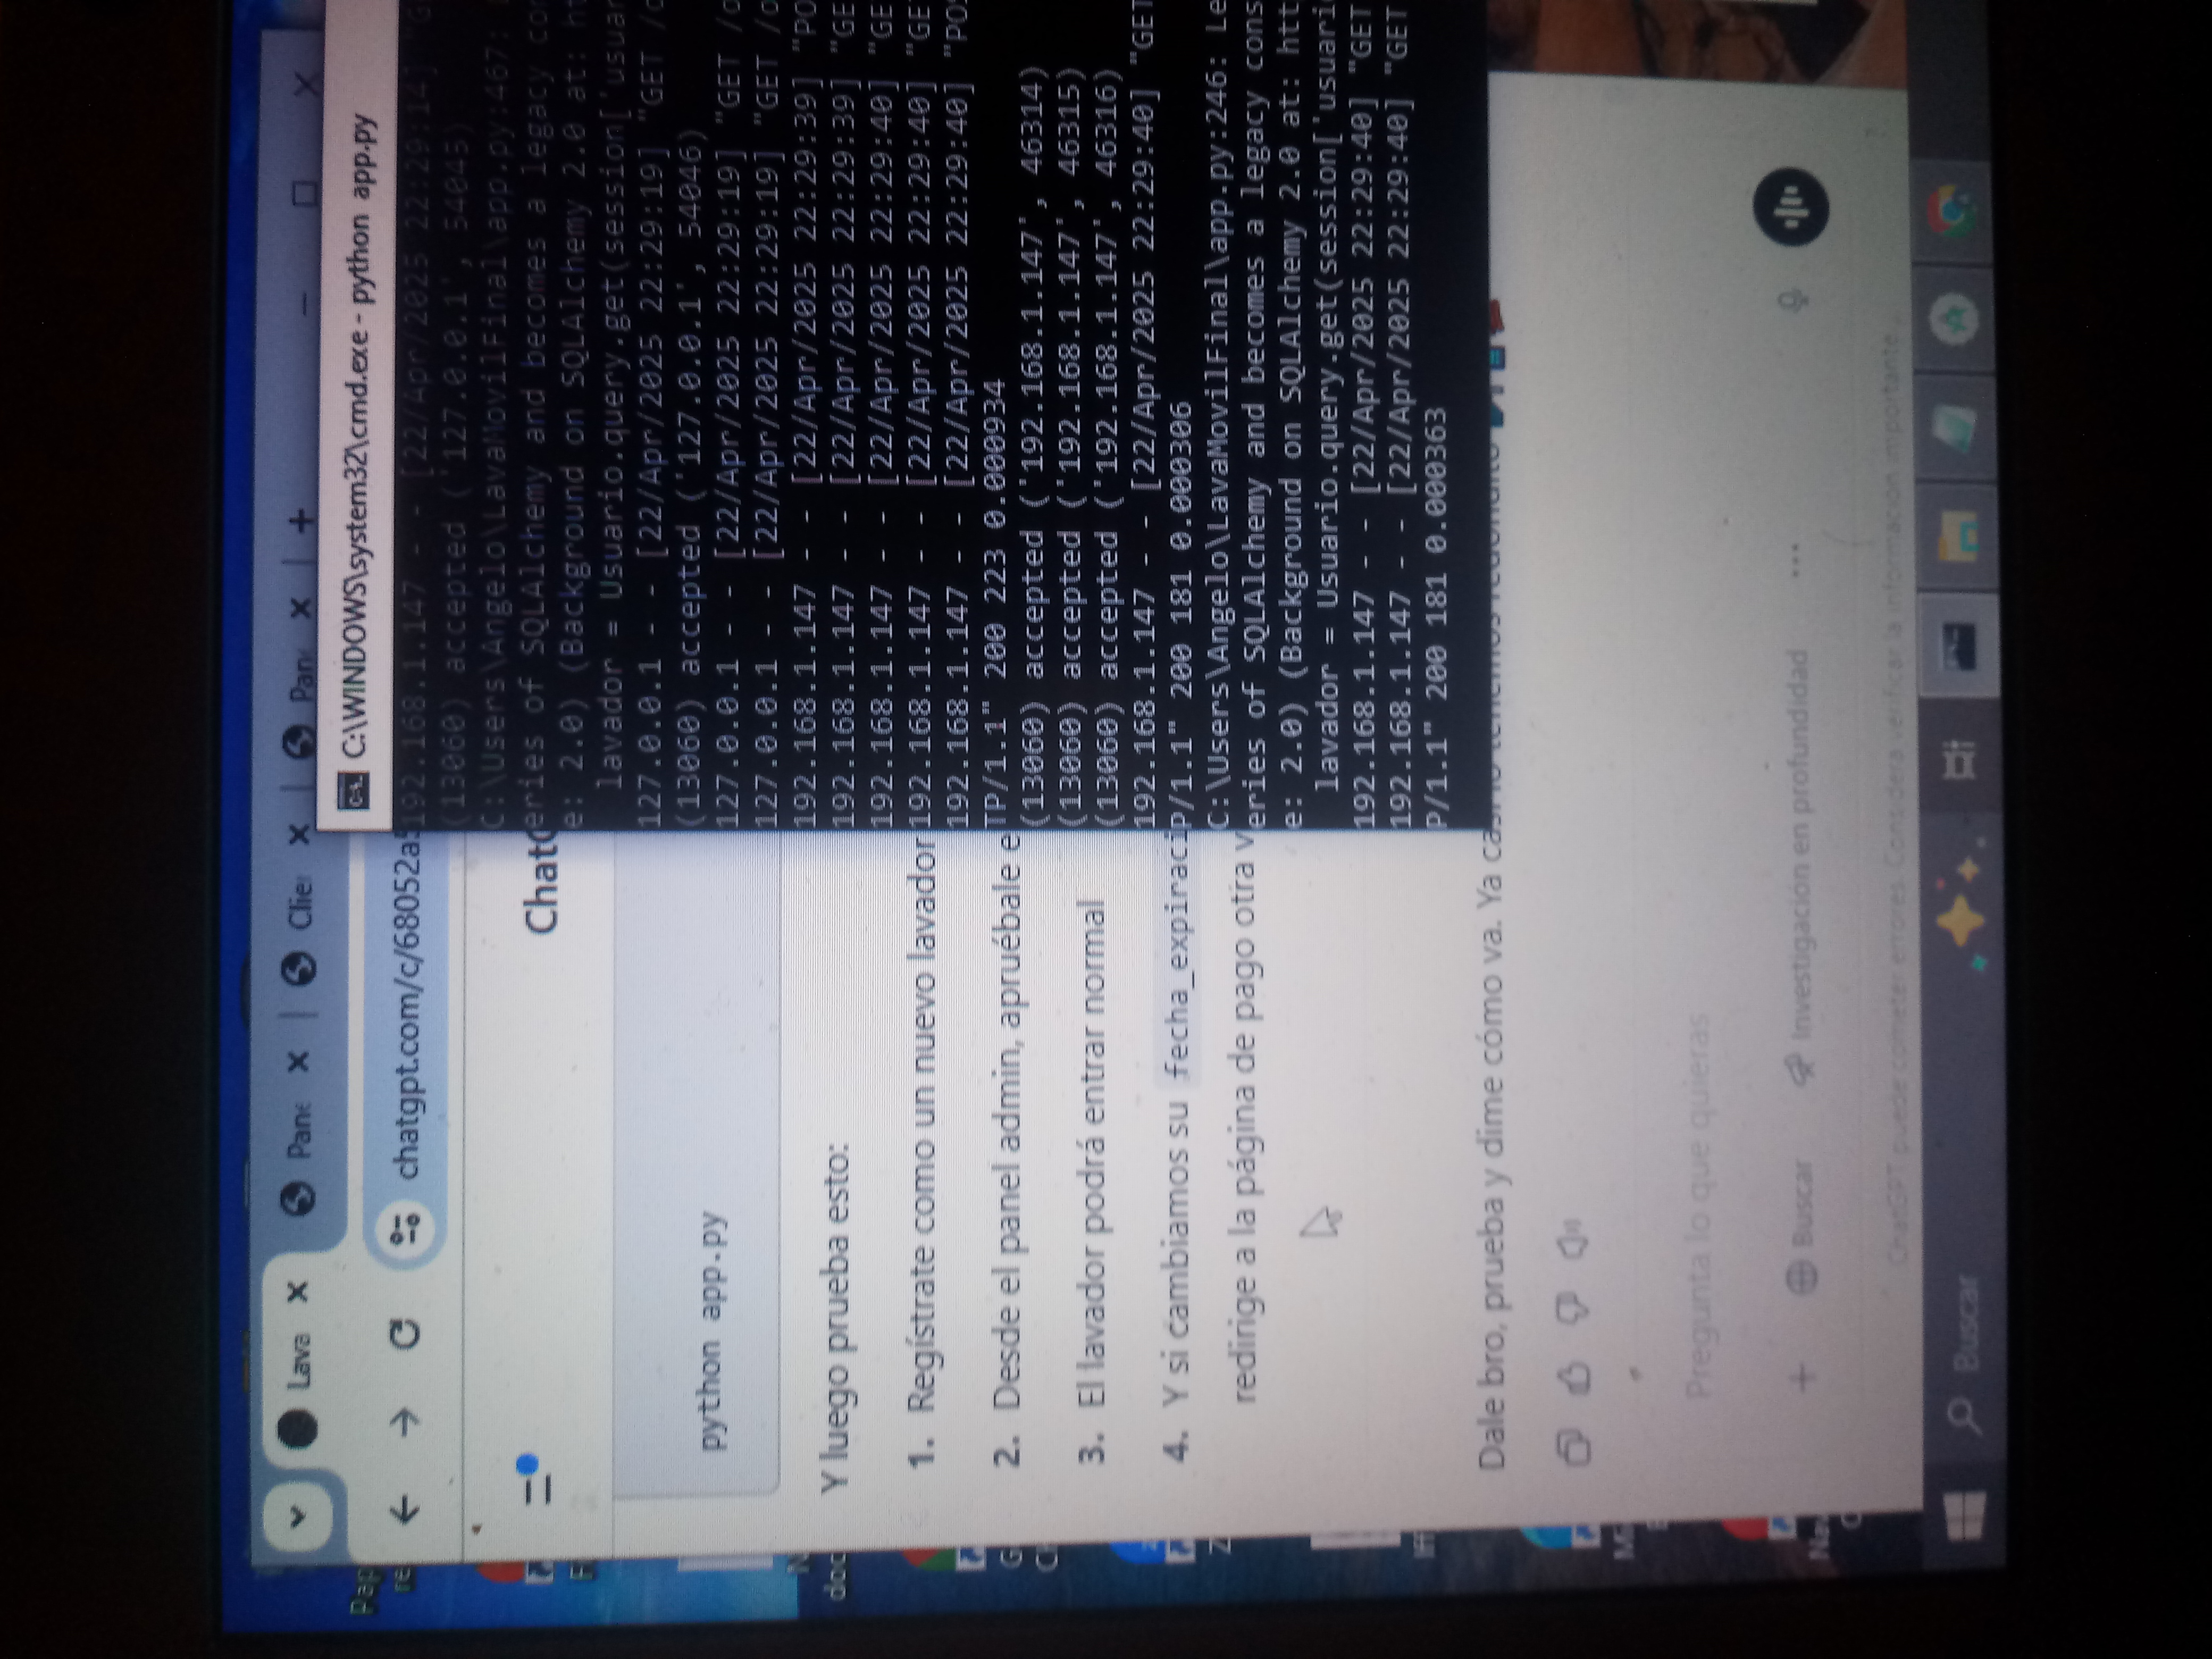 Lava
Pane
Clie
Pan
C:\WINDOWS\system32\cmd.exe - python app.py
chatgpt.com/c/68052a5
ChatG
python app.py
Y luego prueba esto:
1. Regístrate como un nuevo lavador
2. Desde el panel admin, apruébale e
3. El lavador podrá entrar normal
4. Y si cambiamos su fecha_expiraci
redirige a la página de pago otra v
Dale bro, prueba y dime cómo va. Ya casi lo tenemos redondito
Pregunta lo que quieras
Buscar
Investigación en profundidad
ChatGPT puede cometer errores. Considera verificar la información importante.
192.168.1.147 - - [22/Apr/2025 22:29:14] "G
(13060) accepted ('127.0.0.1', 54045)
C:\Users\Angelo\LavaMovilFinal\app.py:467:
eries of SQLAlchemy and becomes a legacy co
e: 2.0) (Background on SQLAlchemy 2.0 at: ht
lavador = Usuario.query.get(session['usuar
127.0.0.1 - - [22/Apr/2025 22:29:19] "GET /c
(13060) accepted ('127.0.0.1', 54046)
127.0.0.1 - - [22/Apr/2025 22:29:19] "GET /c
127.0.0.1 - - [22/Apr/2025 22:29:19] "GET /c
192.168.1.147 - - [22/Apr/2025 22:29:39] "PO
192.168.1.147 - - [22/Apr/2025 22:29:39] "GE
192.168.1.147 - - [22/Apr/2025 22:29:40] "GE
192.168.1.147 - - [22/Apr/2025 22:29:40] "GE
192.168.1.147 - - [22/Apr/2025 22:29:40] "POS
TP/1.1" 200 223 0.000934
(13060) accepted ('192.168.1.147', 46314)
(13060) accepted ('192.168.1.147', 46315)
(13060) accepted ('192.168.1.147', 46316)
192.168.1.147 - - [22/Apr/2025 22:29:40] "GET
P/1.1" 200 181 0.000306
C:\Users\Angelo\LavaMovilFinal\app.py:246: Le
eries of SQLAlchemy and becomes a legacy cons
e: 2.0) (Background on SQLAlchemy 2.0 at: htt
lavador = Usuario.query.get(session['usuari
192.168.1.147 - - [22/Apr/2025 22:29:40] "GET
192.168.1.147 - - [22/Apr/2025 22:29:40] "GET
P/1.1" 200 181 0.000363
Buscar